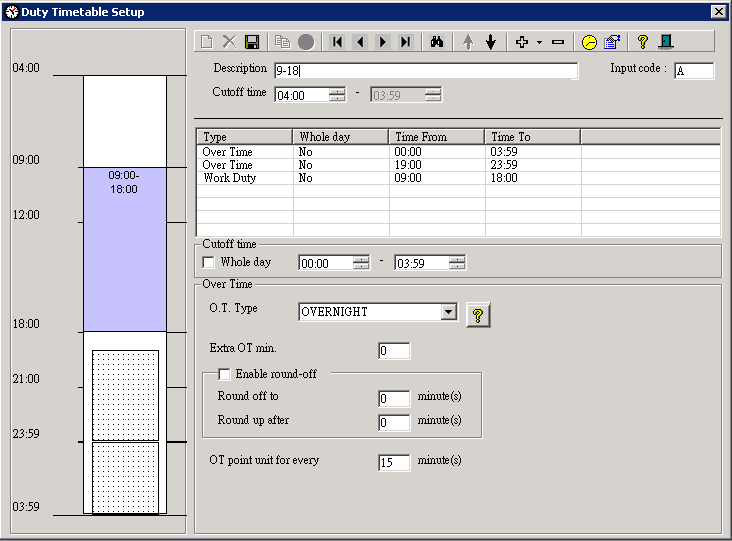 Duty Timetable Setup
04:00
09:00
09:00-
18:00
12:00
18:00
21:00
23:59
03:59
Description 9-18 Input code : A
Cutoff time 04:00 - 03:59
Type Whole day Time From Time To
Over Time No 00:00 03:59
Over Time No 19:00 23:59
Work Duty No 09:00 18:00
Cutoff time
Whole day 00:00 - 03:59
Over Time
O.T. Type OVERNIGHT ?
Extra OT min. 0
Enable round-off
Round off to 0 minute(s)
Round up after 0 minute(s)
OT point unit for every 15 minute(s)